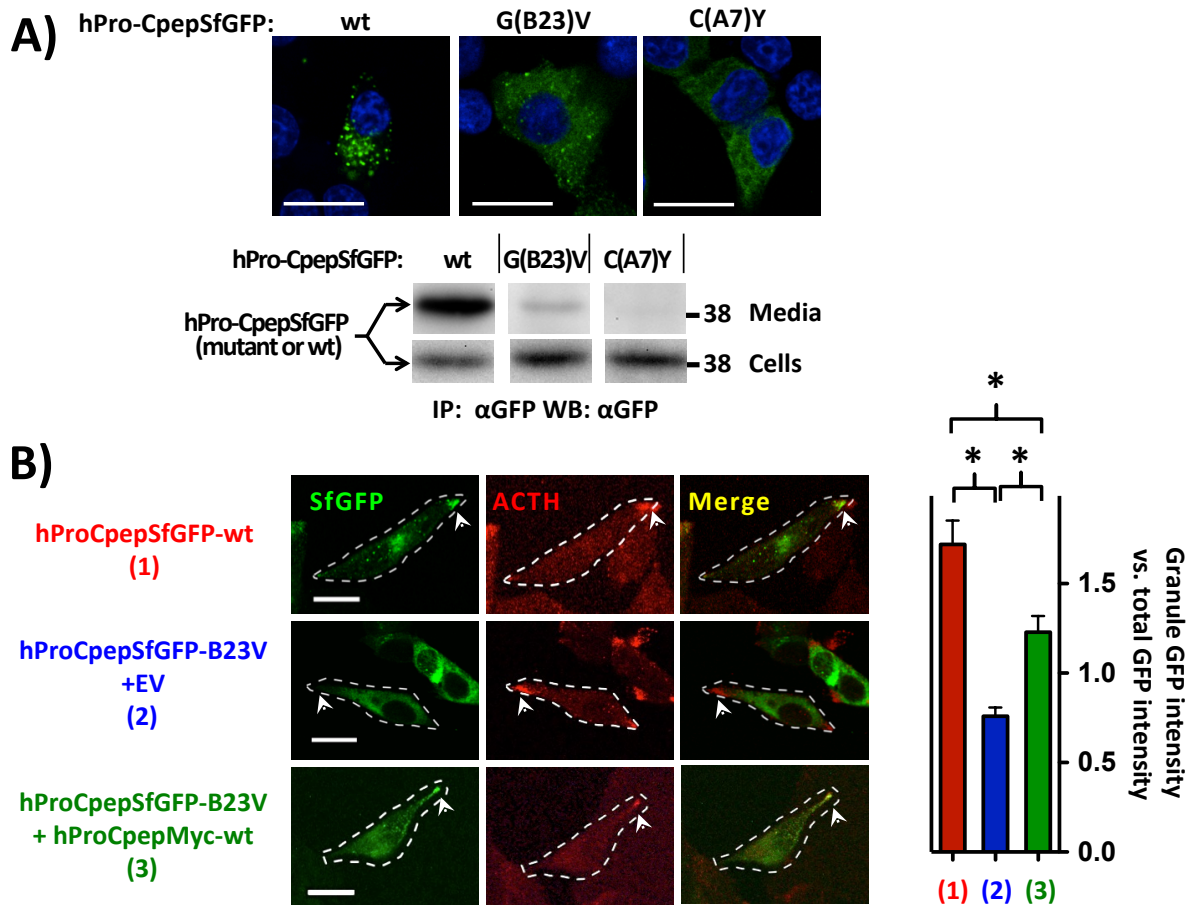 A)
hPro-CpepSfGFP: wt G(B23)V C(A7)Y
hPro-CpepSfGFP: wt G(B23)V C(A7)Y
hPro-CpepSfGFP
(mutant or wt)
38 Media
38 Cells
IP: αGFP WB: αGFP
B)
SfGFP ACTH Merge
hProCpepSfGFP-wt
(1)
hProCpepSfGFP-B23V
+EV
(2)
hProCpepSfGFP-B23V
+ hProCpepMyc-wt
(3)
*
* *
1.5
1.0
0.5
0.0
Granule GFP intensity
vs. total GFP intensity
(1) (2) (3)